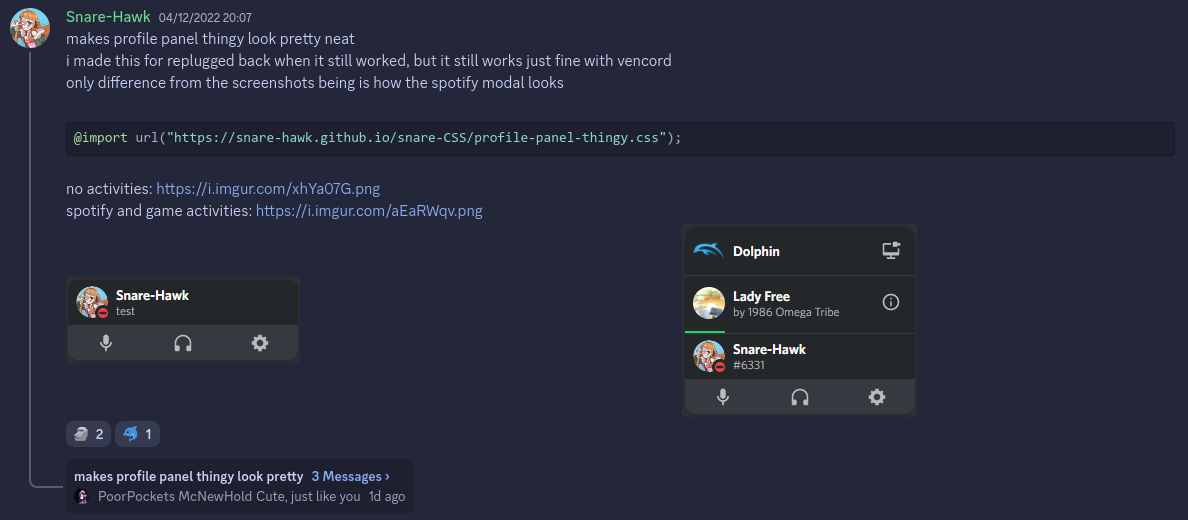 Snare-Hawk 04/12/2022 20:07
makes profile panel thingy look pretty neat
i made this for replugged back when it still worked, but it still works just fine with vencord
only difference from the screenshots being is how the spotify modal looks
@import url("https://snare-hawk.github.io/snare-CSS/profile-panel-thingy.css");
no activities: https://i.imgur.com/xhYa07G.png
spotify and game activities: https://i.imgur.com/aEaRWqv.png
Snare-Hawk
test
Dolphin
Lady Free
by 1986 Omega Tribe
Snare-Hawk
#6331
2 1
makes profile panel thingy look pretty 3 Messages ›
PoorPockets McNewHold Cute, just like you 1d ago